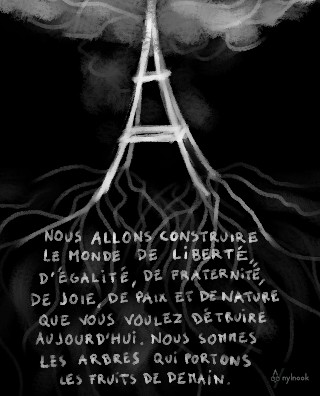 NOUS ALLONS CONSTRUIRE
LE MONDE DE LIBERTÉ,
D'ÉGALITÉ, DE FRATERNITÉ,
DE JOIE, DE PAIX ET DE NATURE
QUE VOUS VOULEZ DÉTRUIRE
AUJOURD'HUI. NOUS SOMMES
LES ARBRES QUI PORTONS
LES FRUITS DE DEMAIN.
nylnook